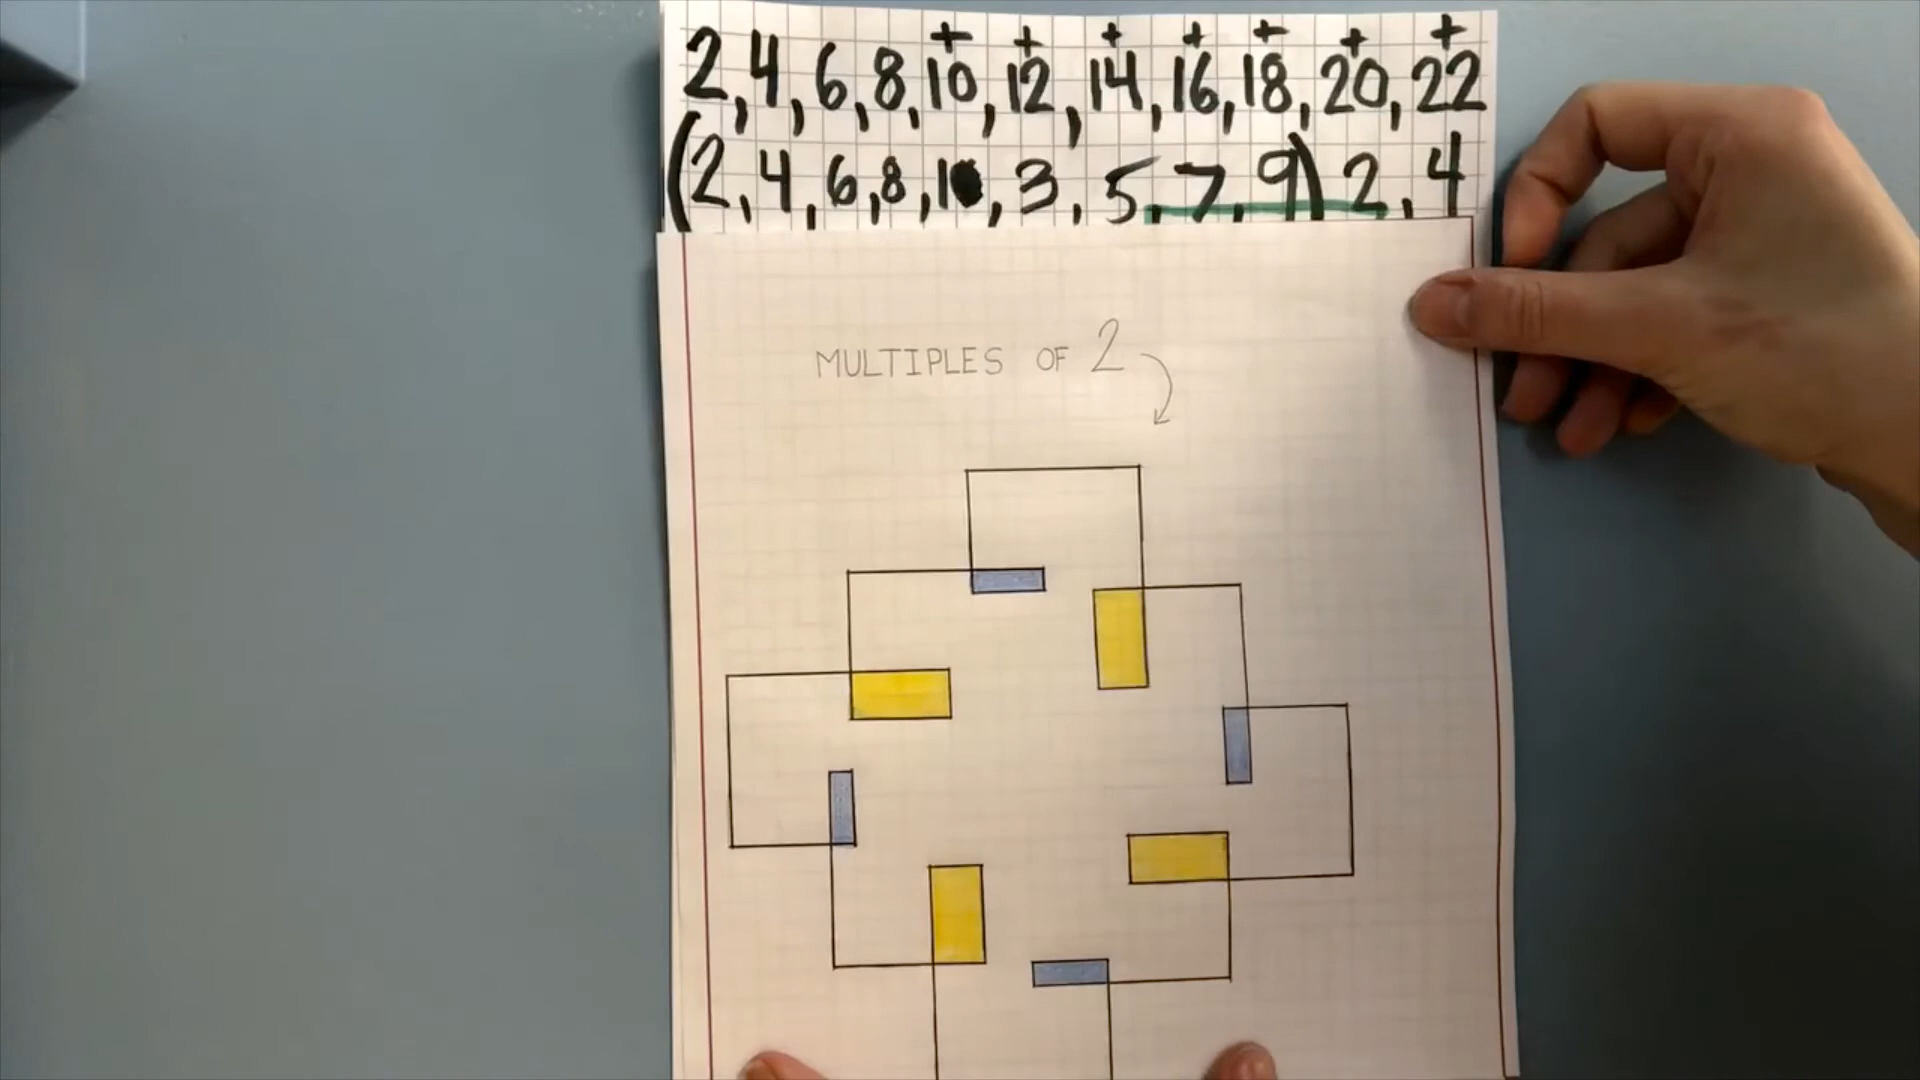 + + + + + + +
2, 4, 6, 8, 10, 12, 14, 16, 18, 20, 22
(2, 4, 6, 8, 1, 3, 5, 7, 9) 2, 4
MULTIPLES OF 2